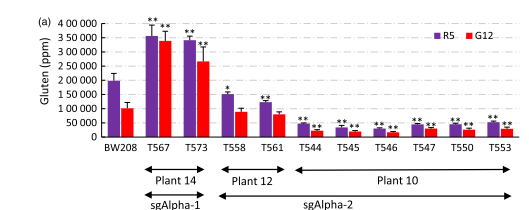 (a)
Gluten (ppm)
4 00 000
3 50 000
3 00 000
2 50 000
2 00 000
1 50 000
1 00 000
50 000
0
R5 G12
** ** ** ** * ** ** ** ** ** ** ** ** ** ** ** ** **
BW208 T567 T573 T558 T561 T544 T545 T546 T547 T550 T553
Plant 14 Plant 12 Plant 10
sgAlpha-1 sgAlpha-2